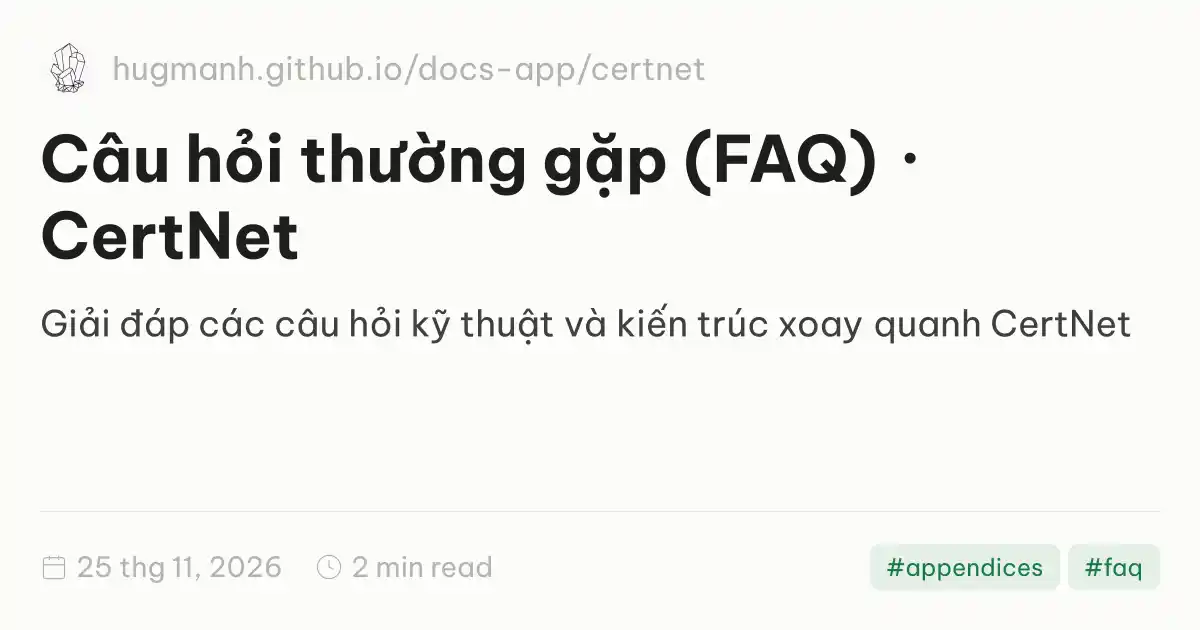 hugmanh.github.io/docs-app/certnet
Câu hỏi thường gặp (FAQ) ·
CertNet
Giải đáp các câu hỏi kỹ thuật và kiến trúc xoay quanh CertNet
25 thg 11, 2026 2 min read #appendices #faq